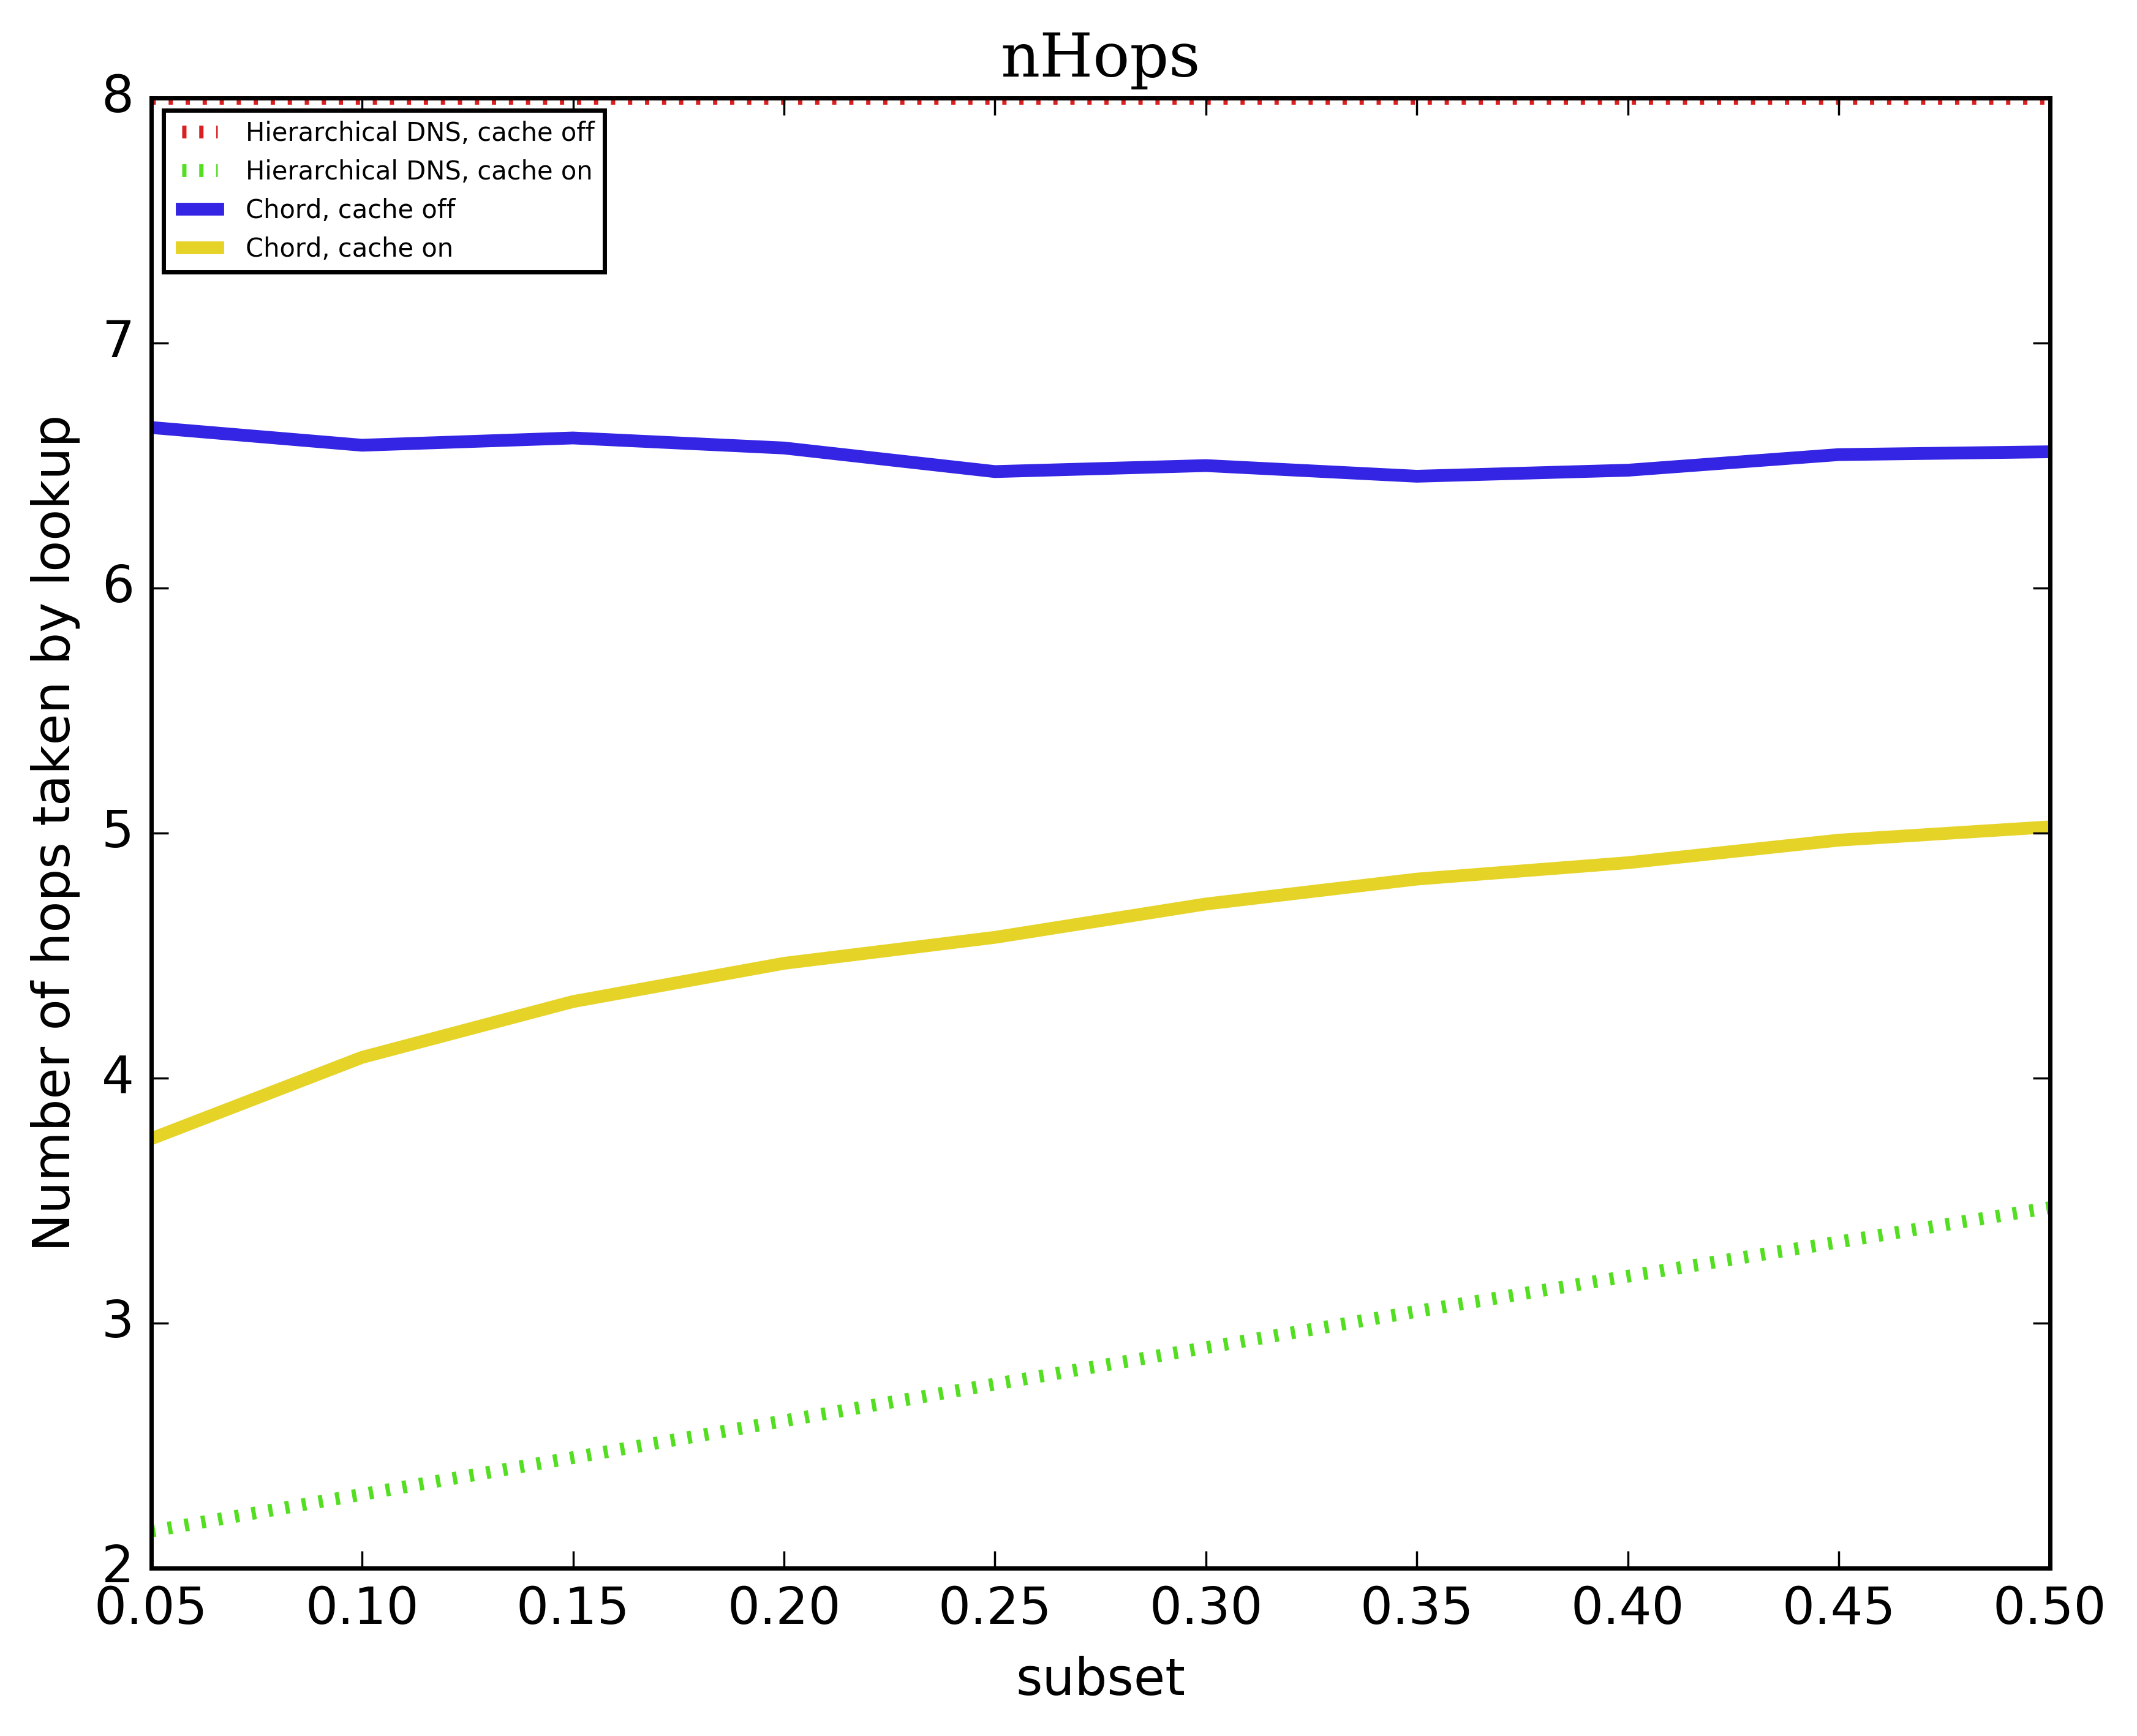 nHops
8
Hierarchical DNS, cache off
Hierarchical DNS, cache on
Chord, cache off
Chord, cache on
7
6
5
4
3
2
Number of hops taken by lookup
0.05 0.10 0.15 0.20 0.25 0.30 0.35 0.40 0.45 0.50
subset